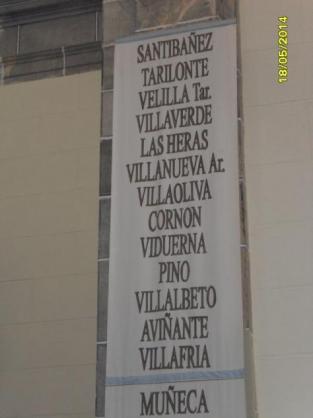 SANTIBAÑEZ
TARILONTE
VELILLA Tar.
VILLAVERDE
LAS HERAS
VILLANUEVA Ar.
VILLAOLIVA
CORNON
VIDUERNA
PINO
VILLALBETO
AVIÑANTE
VILLAFRIA
MUÑECA
18/05/2014